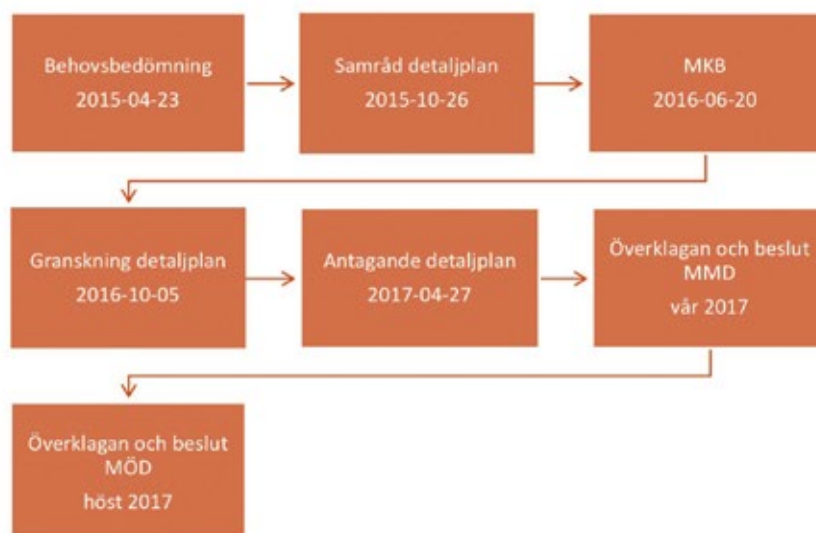 Behovsbedömning
2015-04-23
Samråd detaljplan
2015-10-26
MKB
2016-06-20
Granskning detaljplan
2016-10-05
Antagande detaljplan
2017-04-27
Överklagan och beslut
MMD
vår 2017
Överklagan och beslut
MÖD
höst 2017